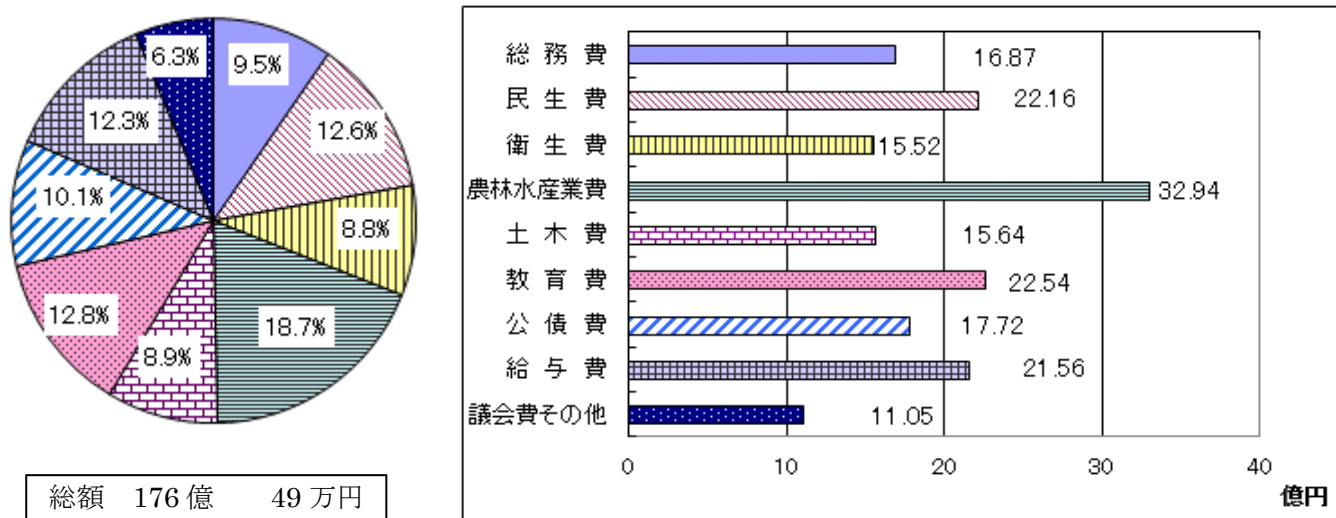 9.5%
12.6%
8.8%
18.7%
8.9%
12.8%
10.1%
12.3%
6.3%
総額 176億 49万円
総務費 16.87
民生費 22.16
衛生費 15.52
農林水産業費 32.94
土木費 15.64
教育費 22.54
公債費 17.72
給与費 21.56
議会費その他 11.05
0 10 20 30 40
億円